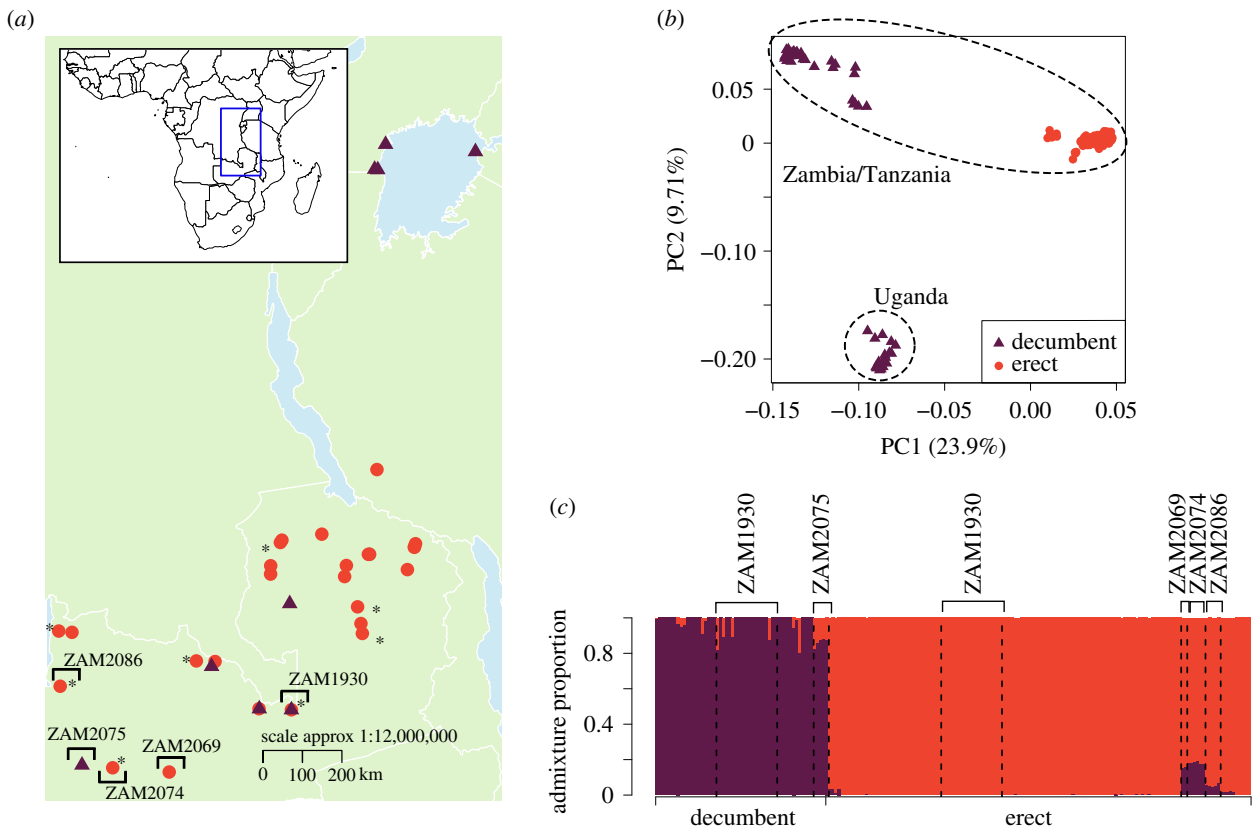 (a)
ZAM2086
ZAM1930
ZAM2075
ZAM2069
ZAM2074
scale approx 1:12,000,000
0 100 200 km
*
*
*
*
*
*
*
*
(b)
0.05
0
−0.10
−0.20
PC2 (9.71%)
Zambia/Tanzania
Uganda
decumbent
erect
−0.15 −0.10 −0.05 0.00 0.05
PC1 (23.9%)
(c)
ZAM1930
ZAM2075
ZAM1930
ZAM2069
ZAM2074
ZAM2086
admixture proportion
0.8
0.4
0
decumbent erect